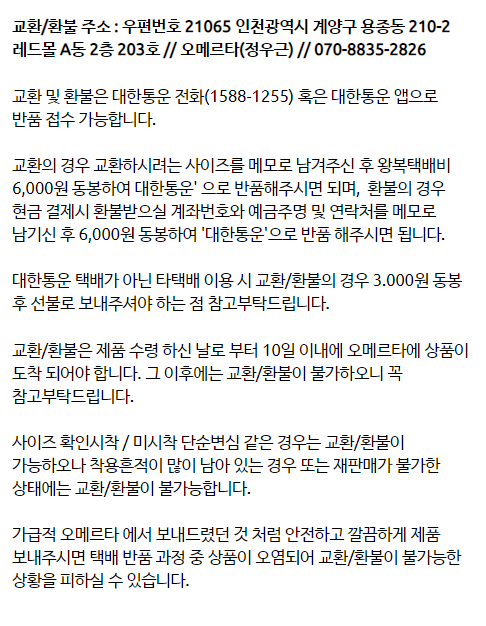 교환/환불 주소 : 우편번호 21065 인천광역시 계양구 용종동 210-2
레드몰 A동 2층 203호 // 오메르타(정우근) // 070-8835-2826
교환 및 환불은 대한통운 전화(1588-1255) 혹은 대한통운 앱으로
반품 접수 가능합니다.
교환의 경우 교환하시려는 사이즈를 메모로 남겨주신 후 왕복택배비
6,000원 동봉하여 대한통운' 으로 반품해주시면 되며, 환불의 경우
현금 결제시 환불받으실 계좌번호와 예금주명 및 연락처를 메모로
남기신 후 6,000원 동봉하여 '대한통운'으로 반품 해주시면 됩니다.
대한통운 택배가 아닌 타택배 이용 시 교환/환불의 경우 3.000원 동봉
후 선불로 보내주셔야 하는 점 참고부탁드립니다.
교환/환불은 제품 수령 하신 날로 부터 10일 이내에 오메르타에 상품이
도착 되어야 합니다. 그 이후에는 교환/환불이 불가하오니 꼭
참고부탁드립니다.
사이즈 확인시착 / 미시착 단순변심 같은 경우는 교환/환불이
가능하오나 착용흔적이 많이 남아 있는 경우 또는 재판매가 불가한
상태에는 교환/환불이 불가능합니다.
가급적 오메르타 에서 보내드렸던 것 처럼 안전하고 깔끔하게 제품
보내주시면 택배 반품 과정 중 상품이 오염되어 교환/환불이 불가능한
상황을 피하실 수 있습니다.